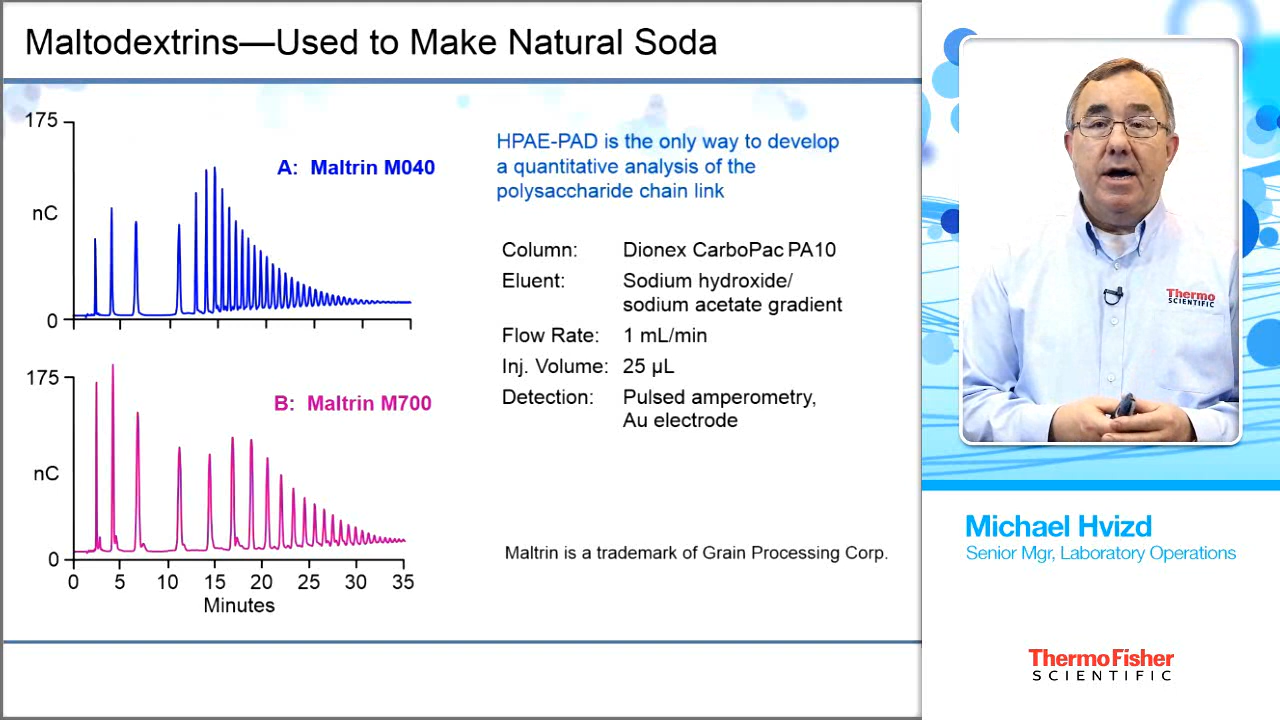 Maltodextrins—Used to Make Natural Soda
175
A: Maltrin M040
nC
0
175
B: Maltrin M700
nC
0
0 5 10 15 20 25 30 35
Minutes
HPAE-PAD is the only way to develop
a quantitative analysis of the
polysaccharide chain link
Column: Dionex CarboPac PA10
Eluent: Sodium hydroxide/
sodium acetate gradient
Flow Rate: 1 mL/min
Inj. Volume: 25 µL
Detection: Pulsed amperometry,
Au electrode
Maltrin is a trademark of Grain Processing Corp.
Thermo
SCIENTIFIC
Michael Hvizd
Senior Mgr, Laboratory Operations
ThermoFisher
SCIENTIFIC